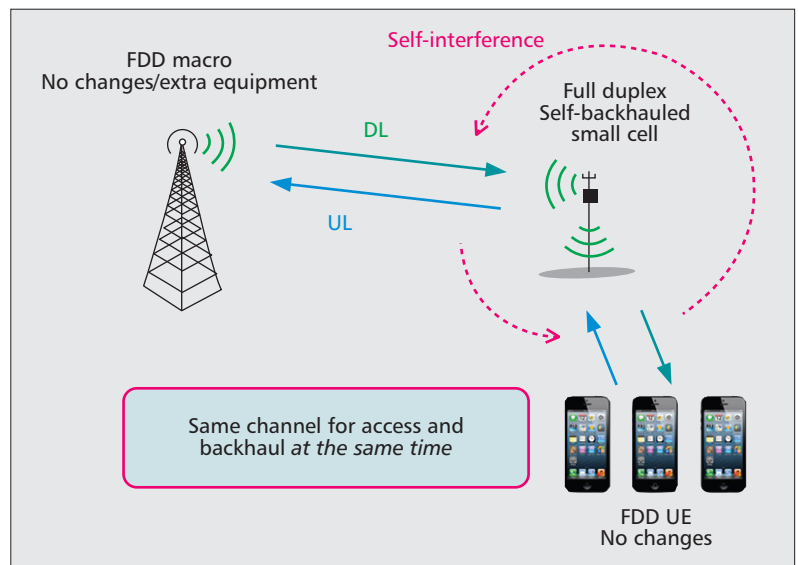 Self-interference
FDD macro
No changes/extra equipment
Full duplex
Self-backhauled
small cell
DL
UL
Same channel for access and
backhaul at the same time
FDD UE
No changes